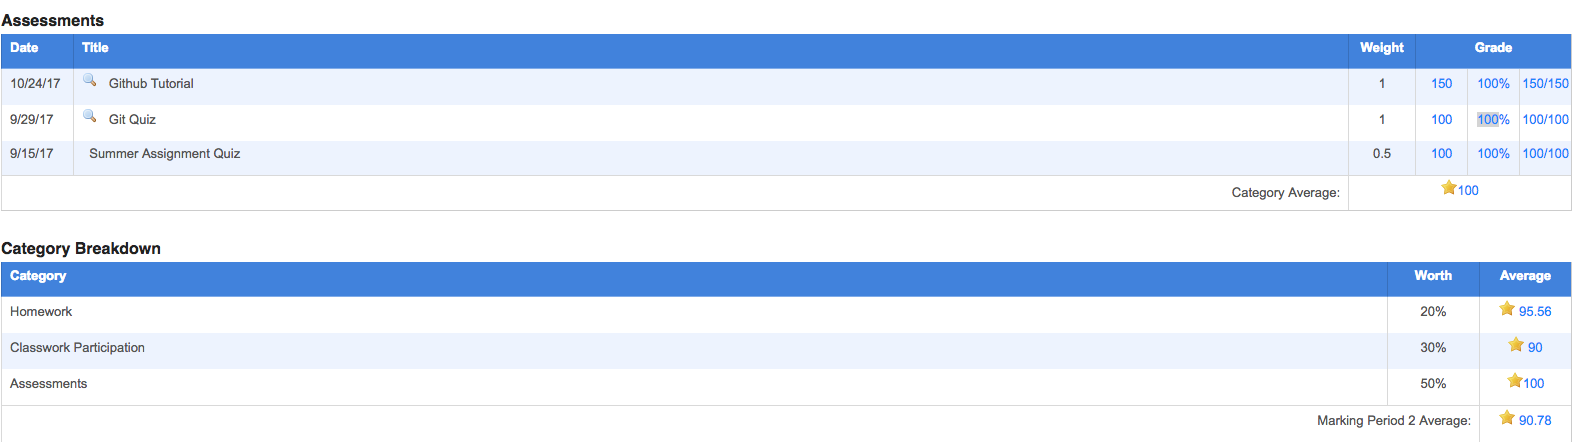 Assessments
Date Title Weight Grade
10/24/17 Github Tutorial 1 150 100% 150/150
9/29/17 Git Quiz 1 100 100% 100/100
9/15/17 Summer Assignment Quiz 0.5 100 100% 100/100
Category Average: 100
Category Breakdown
Category Worth Average
Homework 20% 95.56
Classwork Participation 30% 90
Assessments 50% 100
Marking Period 2 Average: 90.78